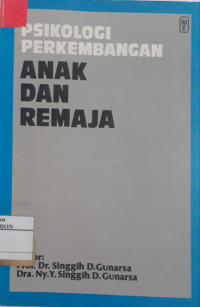 PSIKOLOGI
PERKEMBANGAN
ANAK
DAN
REMAJA
Prof. Dr. Singgih D. Gunarsa
Dra. Ny. Y. Singgih D. Gunarsa